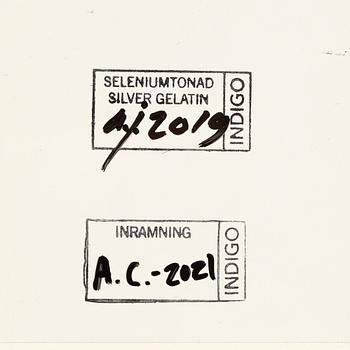 SELENIUMTONAD
SILVER GELATIN
A.j 2019
INDIGO
INRAMNING
A.C.-2021
INDIGO